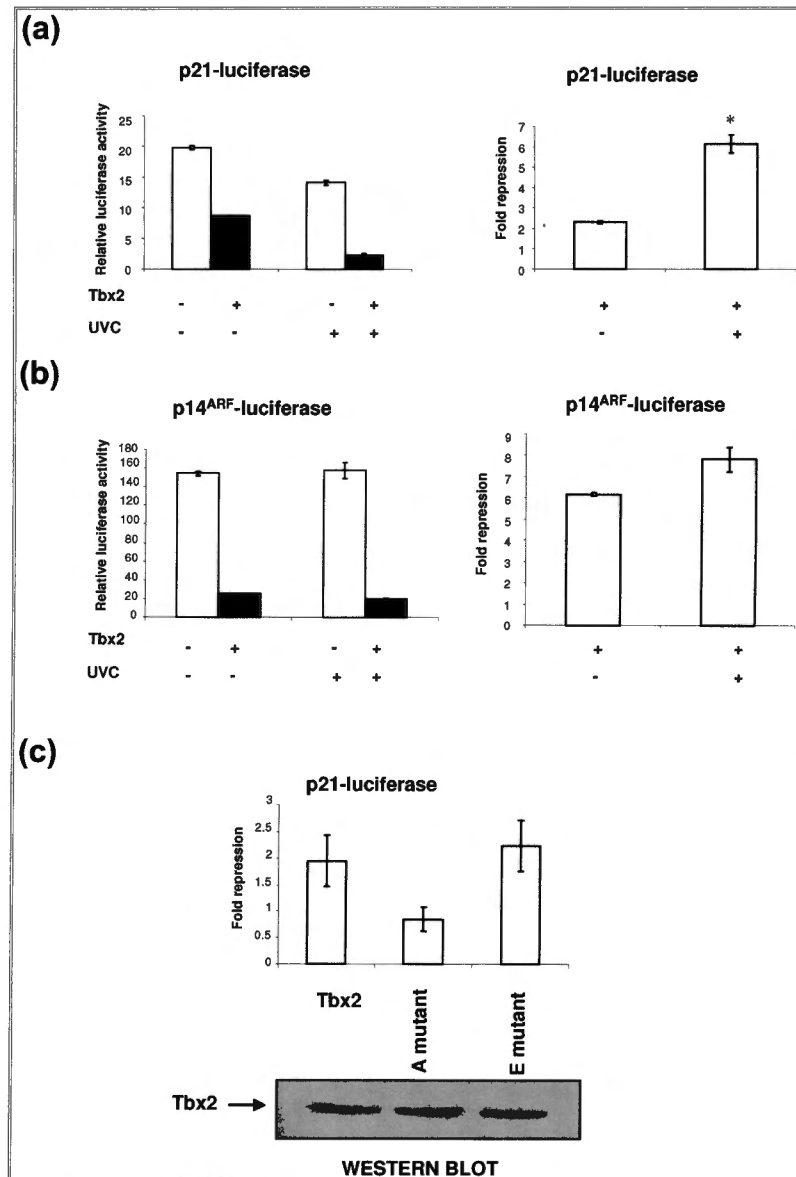 (a)
p21-luciferase
Relative luciferase activity
25
20
15
10
5
0
Tbx2 - + - +
UVC - - + +
p21-luciferase
Fold repression
7
6
5
4
3
2
1
0
*
+ +
- +
(b)
p14ARF-luciferase
Relative luciferase activity
180
160
140
120
100
80
60
40
20
0
Tbx2 - + - +
UVC - - + +
p14ARF-luciferase
Fold repression
9
8
7
6
5
4
3
2
1
0
+ +
- +
(c)
p21-luciferase
Fold repression
3
2.5
2
1.5
1
0.5
0
Tbx2
A mutant
E mutant
Tbx2
WESTERN BLOT